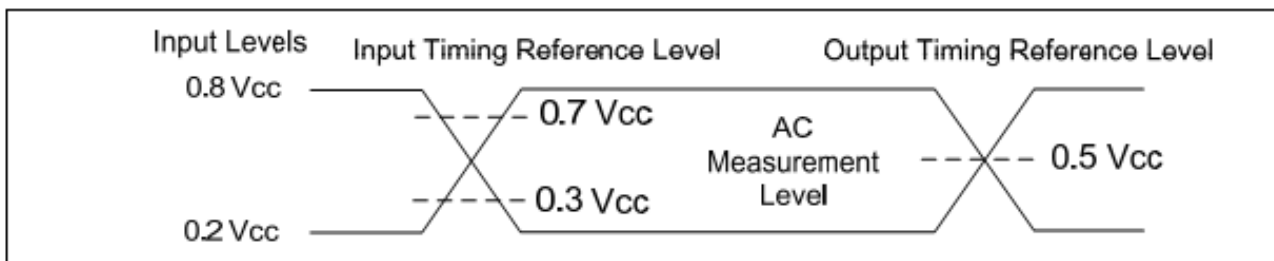 Input Levels
Input Timing Reference Level
Output Timing Reference Level
0.8 Vcc
0.7 Vcc
AC
Measurement
Level
0.5 Vcc
0.3 Vcc
0.2 Vcc